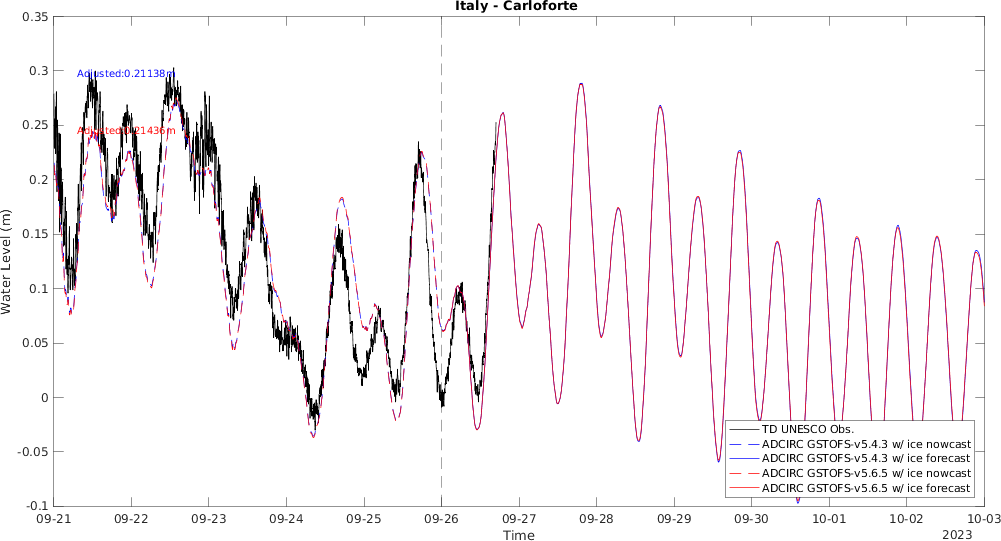 Italy - Carloforte
0.35
0.3
0.25
0.2
0.15
0.1
0.05
0
-0.05
-0.1
Water Level (m)
Adjusted:0.21138m
Adjusted:0.21436m
TD UNESCO Obs.
ADCIRC GSTOFS-v5.4.3 w/ ice nowcast
ADCIRC GSTOFS-v5.4.3 w/ ice forecast
ADCIRC GSTOFS-v5.6.5 w/ ice nowcast
ADCIRC GSTOFS-v5.6.5 w/ ice forecast
09-21 09-22 09-23 09-24 09-25 09-26 09-27 09-28 09-29 09-30 10-01 10-02 10-03
Time
2023